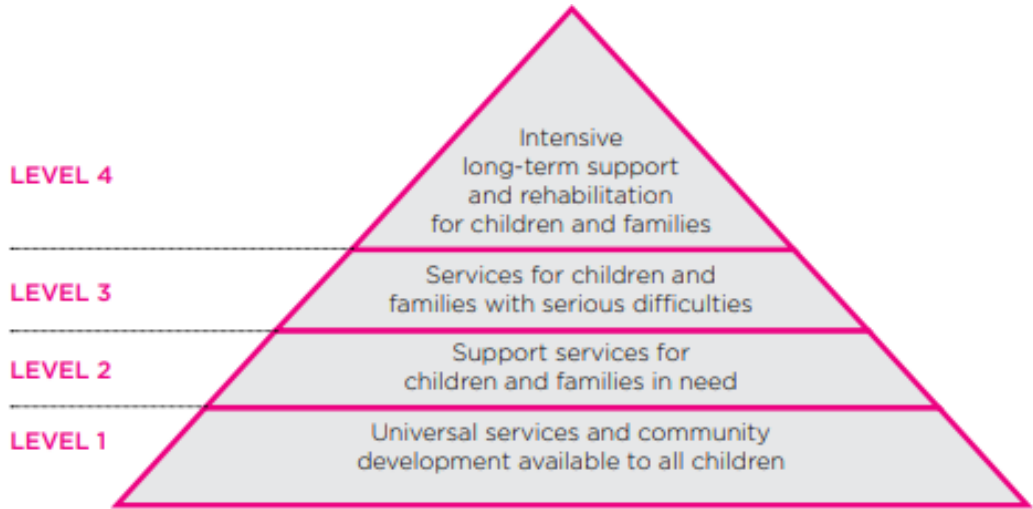 LEVEL 4
Intensive
long-term support
and rehabilitation
for children and families
LEVEL 3
Services for children and
families with serious difficulties
LEVEL 2
Support services for
children and families in need
LEVEL 1
Universal services and community
development available to all children